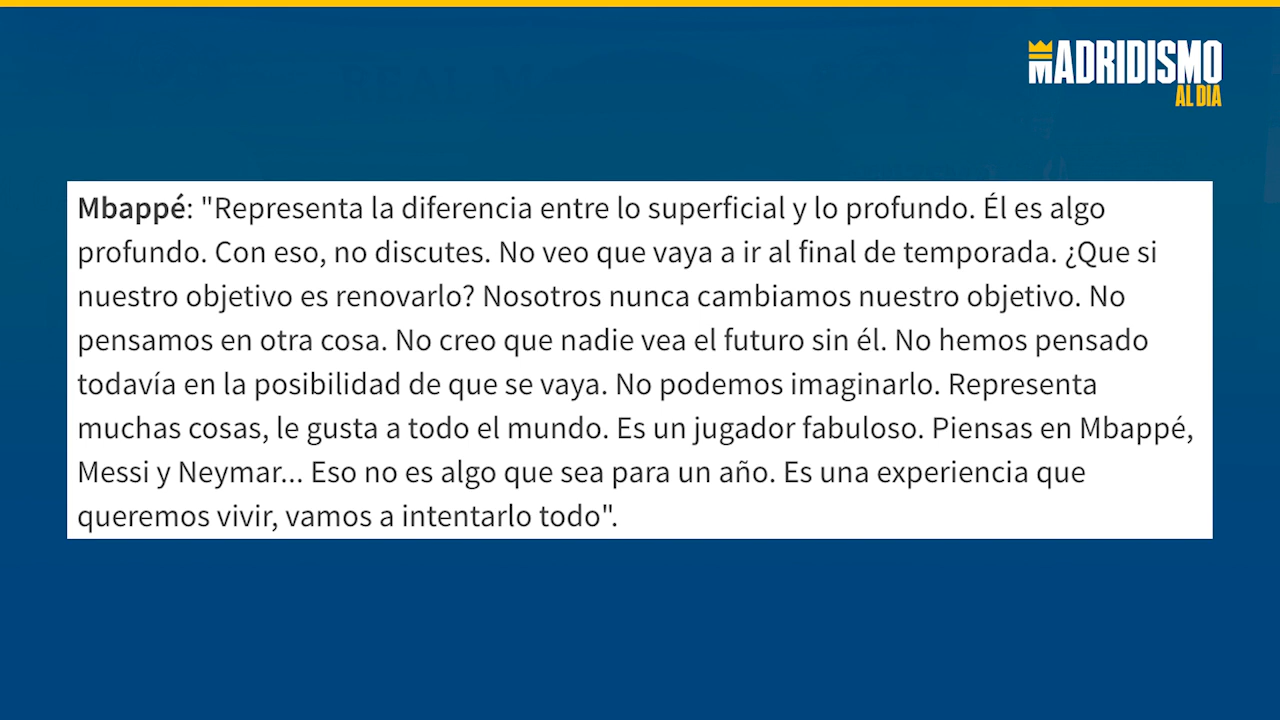 MADRIDISMO
AL DIA
Mbappé: "Representa la diferencia entre lo superficial y lo profundo. Él es algo
profundo. Con eso, no discutes. No veo que vaya a ir al final de temporada. ¿Que si
nuestro objetivo es renovarlo? Nosotros nunca cambiamos nuestro objetivo. No
pensamos en otra cosa. No creo que nadie vea el futuro sin él. No hemos pensado
todavía en la posibilidad de que se vaya. No podemos imaginarlo. Representa
muchas cosas, le gusta a todo el mundo. Es un jugador fabuloso. Piensas en Mbappé,
Messi y Neymar... Eso no es algo que sea para un año. Es una experiencia que
queremos vivir, vamos a intentarlo todo".